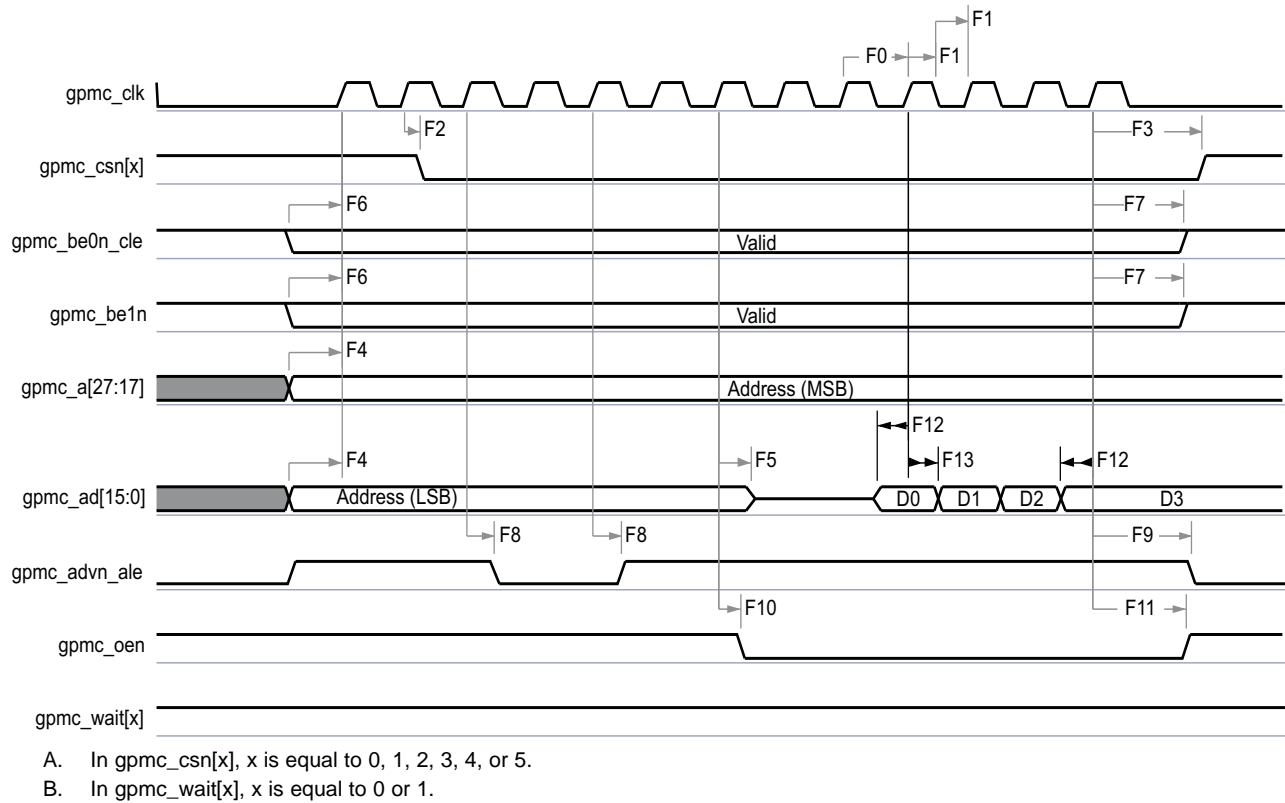 F1
F0 F1
gpmc_clk
F2 F3
gpmc_csn[x]
F6 F7
gpmc_be0n_cle Valid
F6 F7
gpmc_be1n Valid
F4
gpmc_a[27:17] Address (MSB)
F12
F4 F5 F13 F12
gpmc_ad[15:0] Address (LSB) D0 D1 D2 D3
F8 F8 F9
gpmc_advn_ale
F10 F11
gpmc_oen
gpmc_wait[x]
A. In gpmc_csn[x], x is equal to 0, 1, 2, 3, 4, or 5.
B. In gpmc_wait[x], x is equal to 0 or 1.